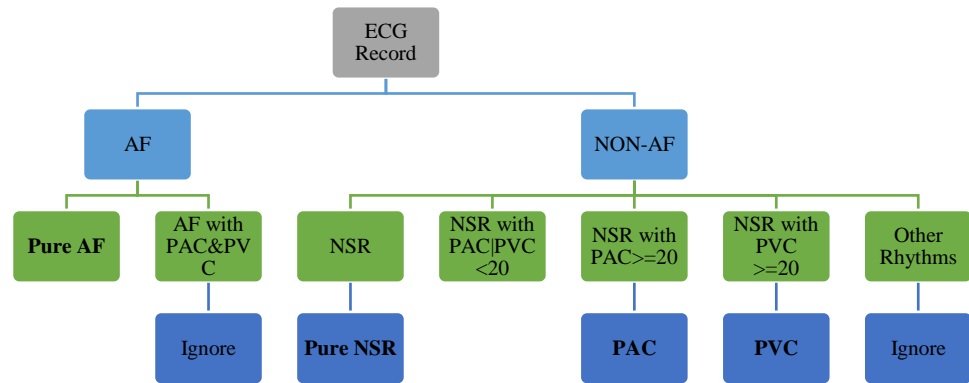 ECG
Record
AF
NON-AF
Pure AF
AF with
PAC&PV
C
NSR
NSR with
PAC|PVC
<20
NSR with
PAC>=20
NSR with
PVC
>=20
Other
Rhythms
Ignore
Pure NSR
PAC
PVC
Ignore